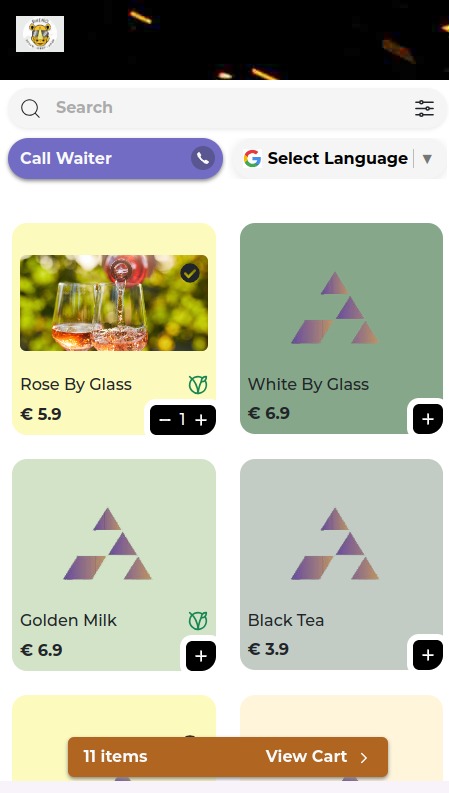 Search
Call Waiter
Select Language
Rose By Glass
€ 5.9
1
White By Glass
€ 6.9
Golden Milk
€ 6.9
Black Tea
€ 3.9
11 items
View Cart